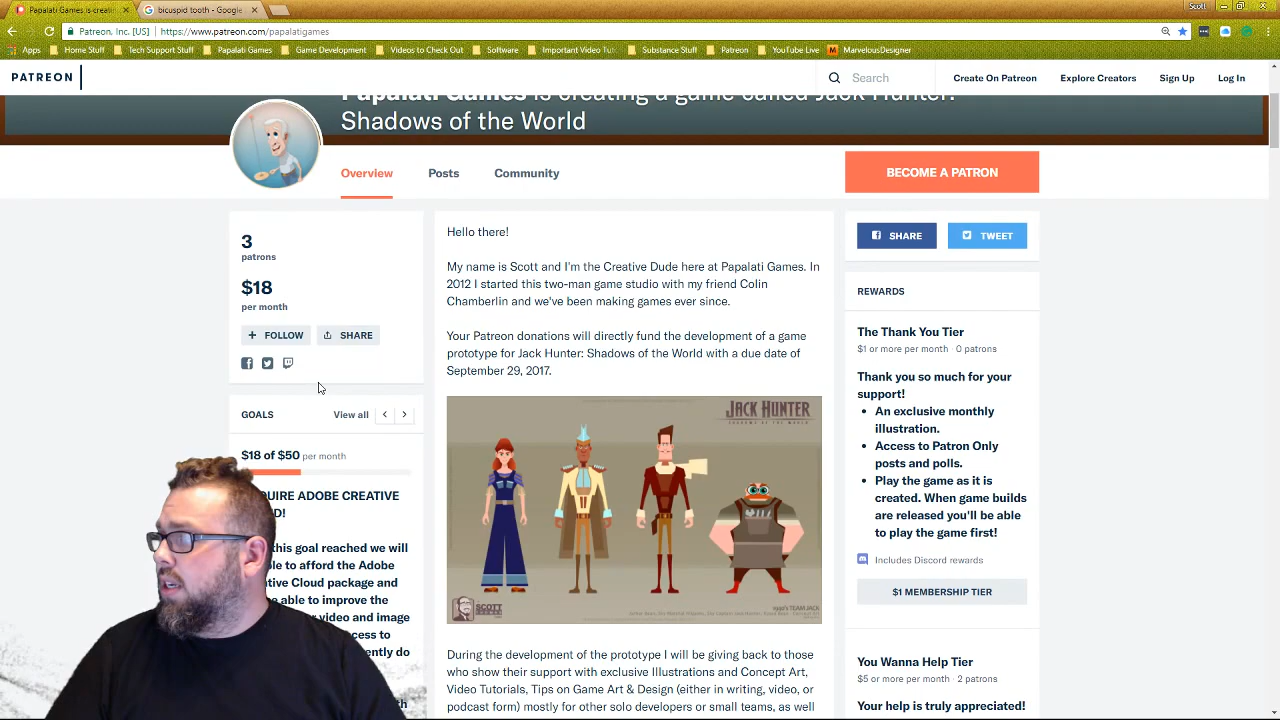 Papalati Games is creati
bicuspid tooth - Google
Scott
Patreon, Inc. [US]
https://www.patreon.com/papalatigames
Apps
Home Stuff
Tech Support Stuff
Papalati Games
Game Development
Videos to Check Out
Software
Important Video Tut
Substance Stuff
Patreon
YouTube Live
MarvelousDesigner
PATREON
Search
Create On Patreon
Explore Creators
Sign Up
Log In
Papalati Games is creating a game called Jack Hunter:
Shadows of the World
Overview
Posts
Community
BECOME A PATRON
3
patrons
$18
per month
FOLLOW
SHARE
GOALS
View all
$18 of $50 per month
QUIRE ADOBE CREATIVE
D!
this goal reached we will
le to afford the Adobe
ative Cloud package and
e able to improve the
r video and image
cess to
ently do
th
Hello there!
My name is Scott and I'm the Creative Dude here at Papalati Games. In
2012 I started this two-man game studio with my friend Colin
Chamberlin and we've been making games ever since.
Your Patreon donations will directly fund the development of a game
prototype for Jack Hunter: Shadows of the World with a due date of
September 29, 2017.
JACK HUNTER
SHADOWS OF THE WORLD
SCOTT
1930's TEAM JACK
During the development of the prototype I will be giving back to those
who show their support with exclusive Illustrations and Concept Art,
Video Tutorials, Tips on Game Art & Design (either in writing, video, or
podcast form) mostly for other solo developers or small teams, as well
SHARE
TWEET
REWARDS
The Thank You Tier
$1 or more per month · 0 patrons
Thank you so much for your
support!
• An exclusive monthly
illustration.
• Access to Patron Only
posts and polls.
• Play the game as it is
created. When game builds
are released you'll be able
to play the game first!
Includes Discord rewards
$1 MEMBERSHIP TIER
You Wanna Help Tier
$5 or more per month · 2 patrons
Your help is truly appreciated!